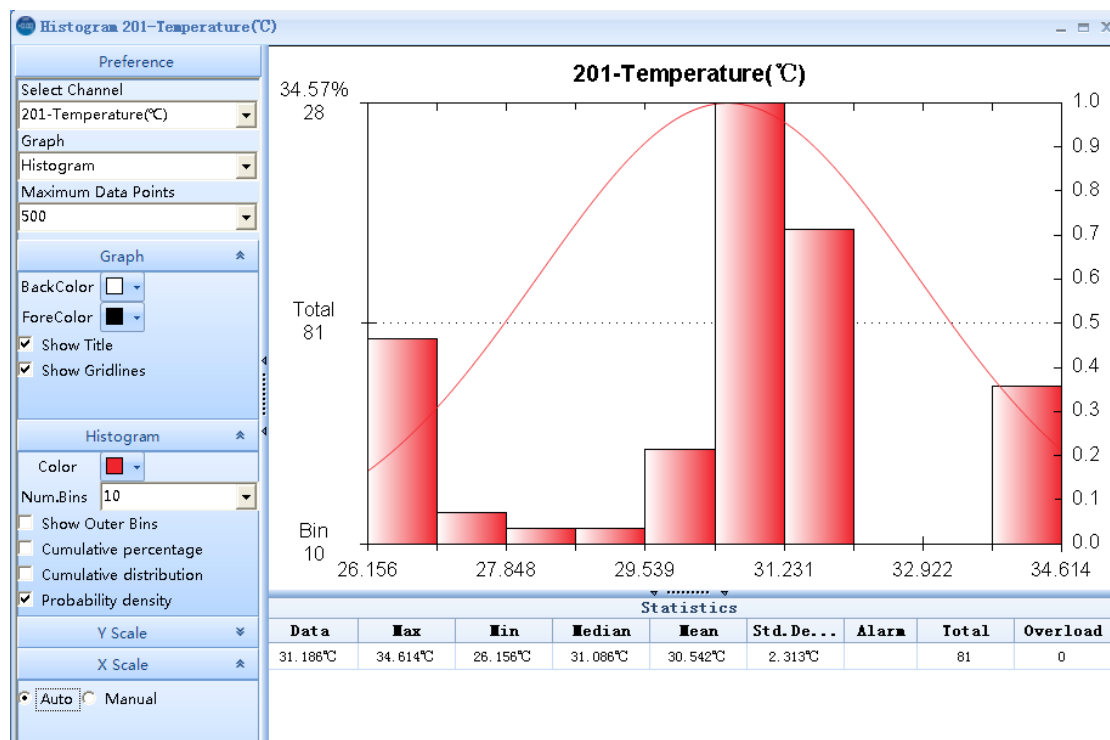 Histogram 201-Temperature(℃)
Preference
Select Channel
201-Temperature(℃)
Graph
Histogram
Maximum Data Points
500
Graph
BackColor
ForeColor
Show Title
Show Gridlines
Histogram
Color
Num.Bins 10
Show Outer Bins
Cumulative percentage
Cumulative distribution
Probability density
Y Scale
X Scale
Auto Manual
201-Temperature(℃)
34.57%
28
Total
81
Bin
10
1.0
0.9
0.8
0.7
0.6
0.5
0.4
0.3
0.2
0.1
0.0
26.156 27.848 29.539 31.231 32.922 34.614
Statistics
Data Max Min Median Mean Std.De... Alarm Total Overload
31.186℃ 34.614℃ 26.156℃ 31.086℃ 30.542℃ 2.313℃ 81 0